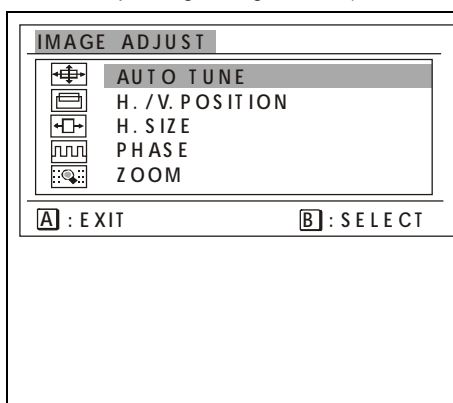 IMAGE ADJUST
AUTO TUNE
H./V. POSITION
H. SIZE
PHASE
ZOOM
A : EXIT B : SELECT